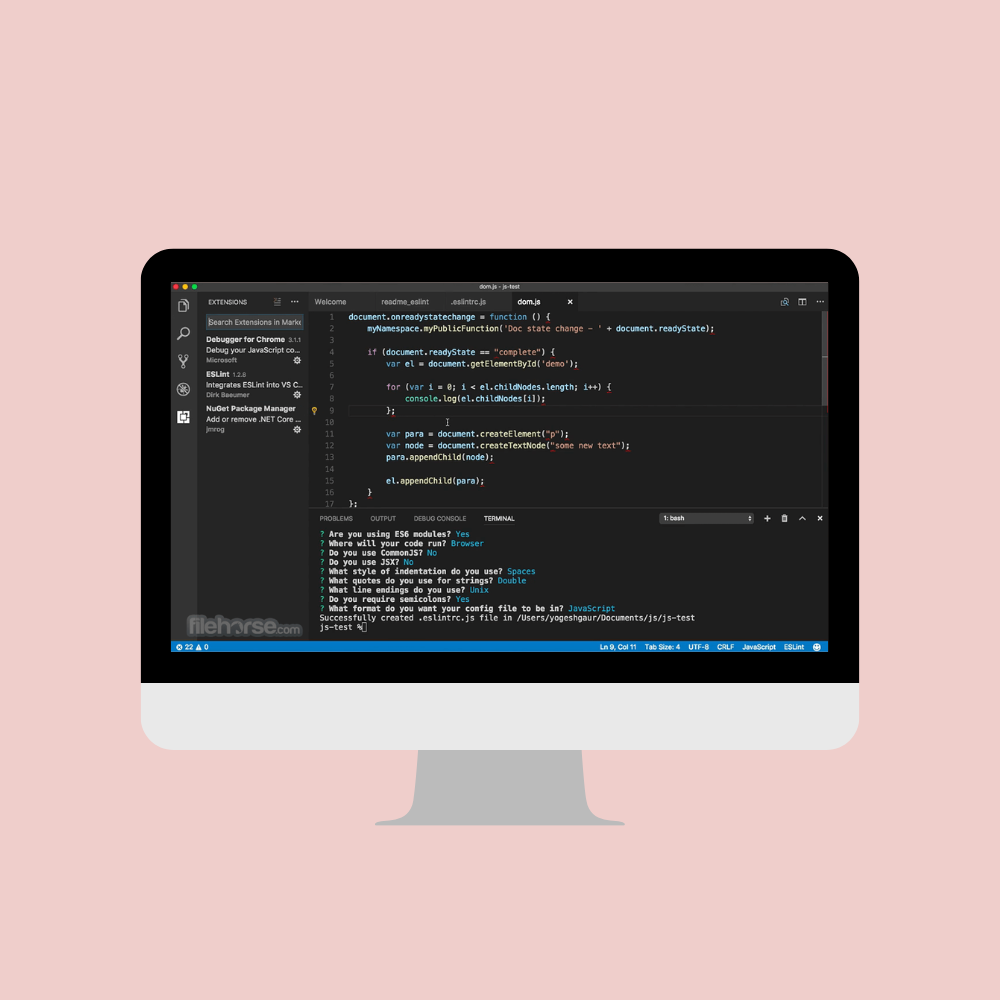 dom.js - js-test
EXTENSIONS
Search Extensions in Marke
Debugger for Chrome 3.1.1
Debug your JavaScript co...
Microsoft
ESLint 1.2.8
Integrates ESLint into VS C...
Dirk Baeumer
NuGet Package Manager
Add or remove .NET Core ...
jmrog
Welcome readme_eslint .eslintrc.js dom.js
1 document.onreadystatechange = function () {
2 myNamespace.myPublicFunction('Doc state change - ' + document.readyState);
3
4 if (document.readyState == "complete") {
5 var el = document.getElementById('demo');
6
7 for (var i = 0; i < el.childNodes.length; i++) {
8 console.log(el.childNodes[i]);
9 };
10
11 var para = document.createElement("p");
12 var node = document.createTextNode("some new text");
13 para.appendChild(node);
14
15 el.appendChild(para);
16 }
17 };
PROBLEMS OUTPUT DEBUG CONSOLE TERMINAL 1: bash
? Are you using ES6 modules? Yes
? Where will your code run? Browser
? Do you use CommonJS? No
? Do you use JSX? No
? What style of indentation do you use? Spaces
? What quotes do you use for strings? Double
? What line endings do you use? Unix
? Do you require semicolons? Yes
? What format do you want your config file to be in? JavaScript
Successfully created .eslintrc.js file in /Users/yogeshgaur/Documents/js/js-test
js-test %
filehorse.com
22 0 Ln 9, Col 11 Tab Size: 4 UTF-8 CRLF JavaScript ESLint